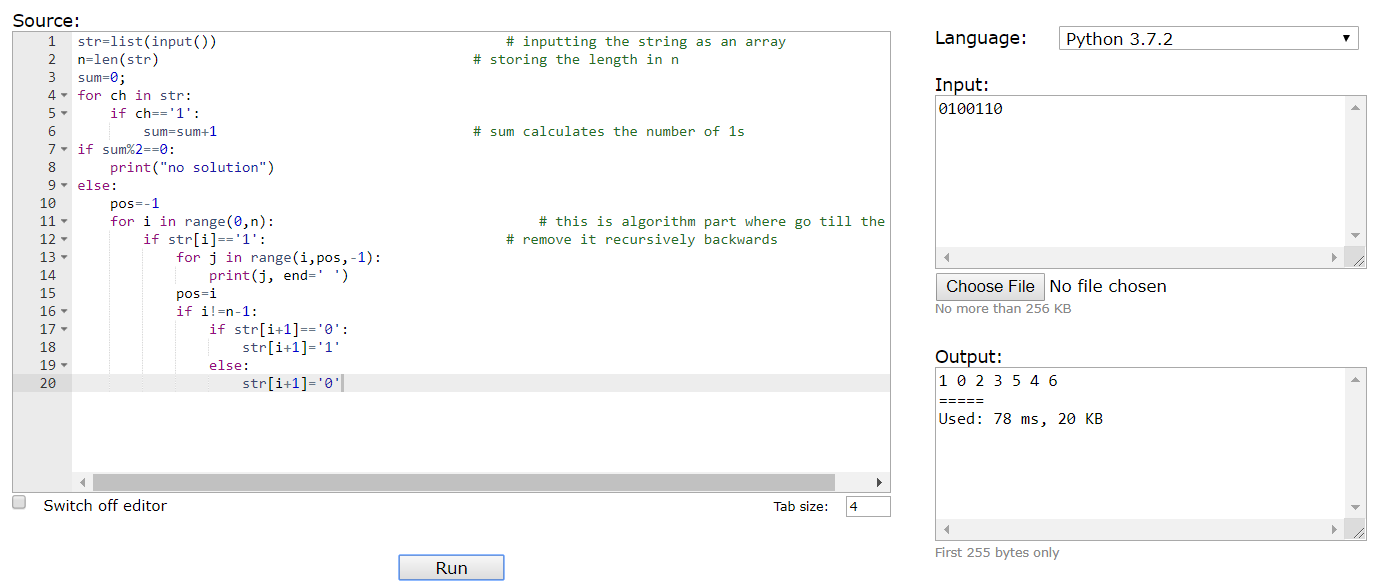 Source:
1 str=list(input()) # inputting the string as an array
2 n=len(str) # storing the length in n
3 sum=0;
4 for ch in str:
5 if ch=='1':
6 sum=sum+1 # sum calculates the number of 1s
7 if sum%2==0:
8 print("no solution")
9 else:
10 pos=-1
11 for i in range(0,n): # this is algorithm part where go till the
12 if str[i]=='1': # remove it recursively backwards
13 for j in range(i,pos,-1):
14 print(j, end=' ')
15 pos=i
16 if i!=n-1:
17 if str[i+1]=='0':
18 str[i+1]='1'
19 else:
20 str[i+1]='0'
Switch off editor
Tab size: 4
Run
Language: Python 3.7.2
Input:
0100110
Choose File No file chosen
No more than 256 KB
Output:
1 0 2 3 5 4 6
=====
Used: 78 ms, 20 KB
First 255 bytes only